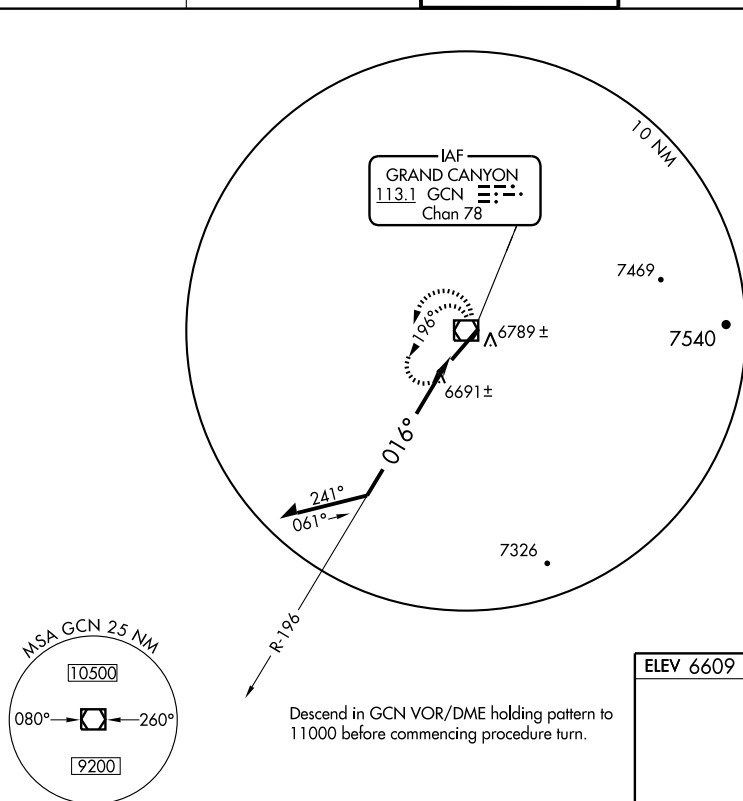 10 NM
IAF
GRAND CANYON
113.1 GCN
Chan 78
7469
7540
196°
6789 ±
6691±
016°
241°
061°
7326
R-196
MSA GCN 25 NM
10500
080°
260°
9200
Descend in GCN VOR/DME holding pattern to
11000 before commencing procedure turn.
ELEV 6609